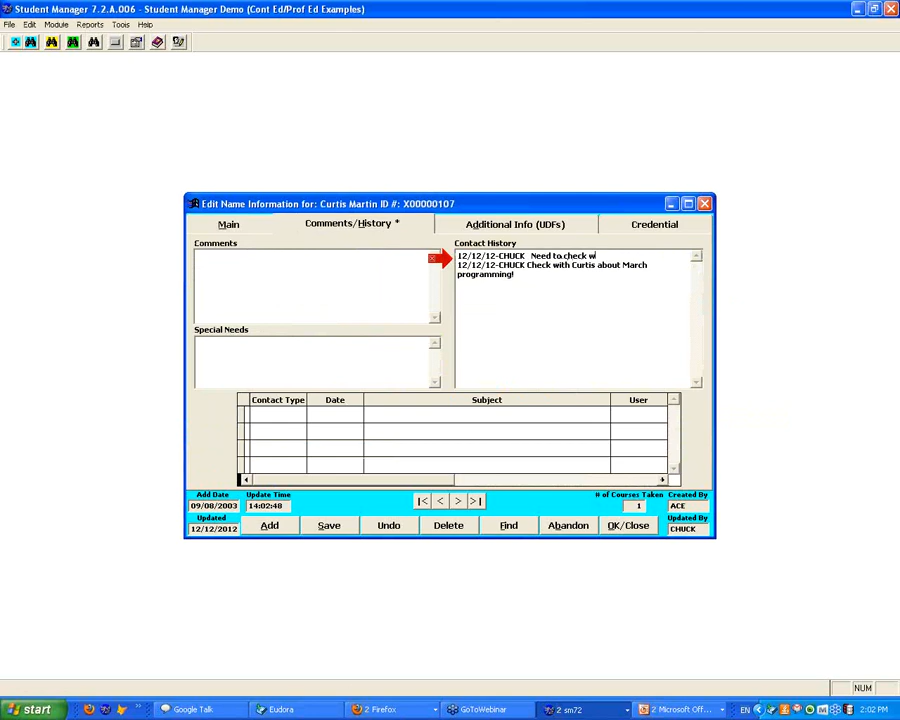 Student Manager 7.2.A.006 - Student Manager Demo (Cont Ed/Prof Ed Examples)
File Edit Module Reports Tools Help
Edit Name Information for: Curtis Martin ID #: X00000107
Main Comments/History * Additional Info (UDFs) Credential
Comments Contact History
12/12/12-CHUCK Need to check w
12/12/12-CHUCK Check with Curtis about March
programming!
Special Needs
Contact Type Date Subject User
Add Date Update Time # of Courses Taken Created By
09/08/2003 14:02:48 |< < > >| 1 ACE
Updated Updated By
12/12/2012 Add Save Undo Delete Find Abandon OK/Close CHUCK
NUM
start Google Talk Eudora 2 Firefox GoToWebinar 2 sm72 2 Microsoft Off... EN 2:02 PM